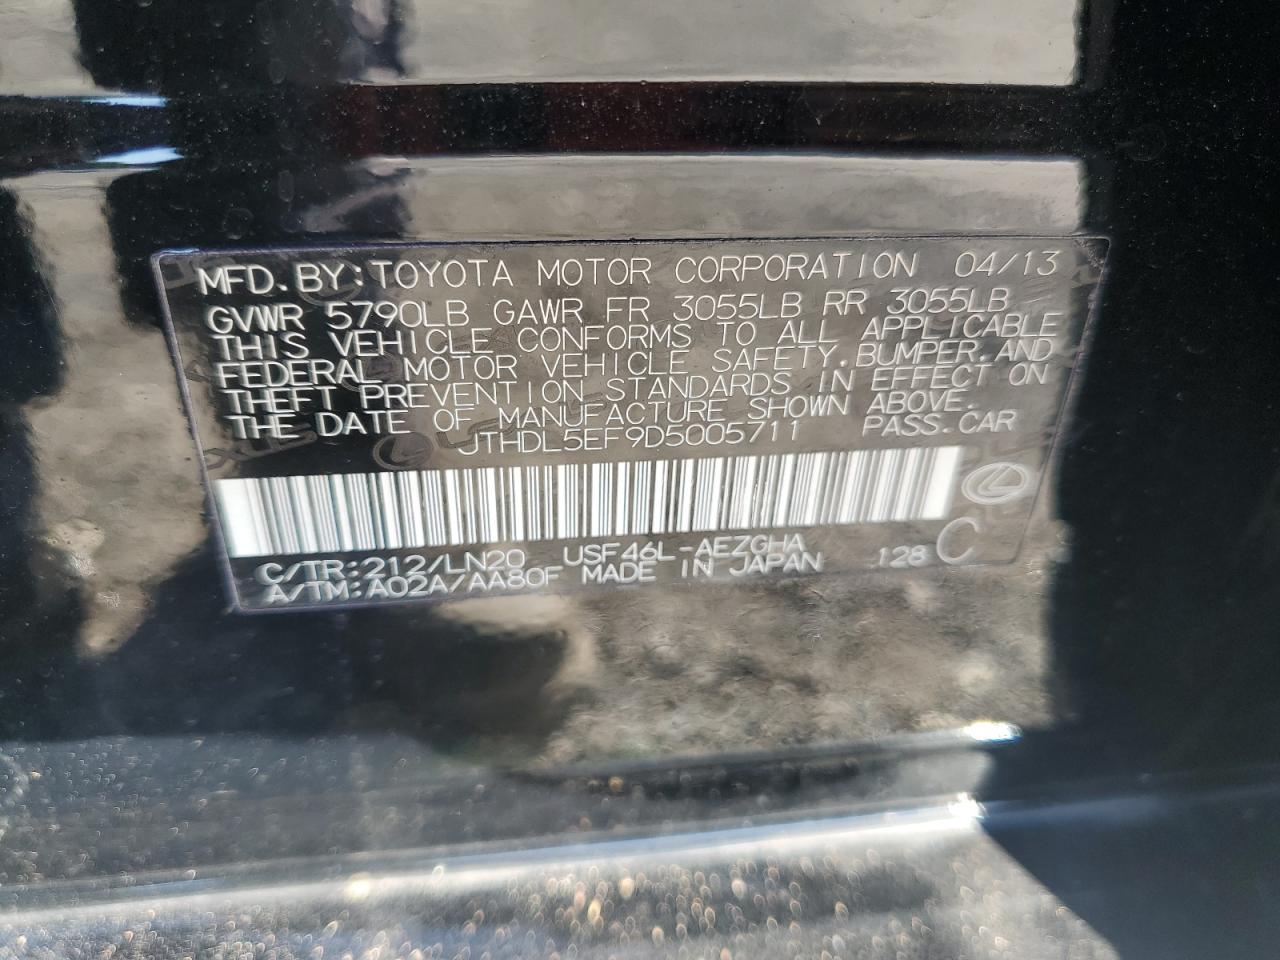 MFD. BY: TOYOTA MOTOR CORPORATION 04/13
GVWR 5790LB GAWR FR 3055LB RR 3055LB
THIS VEHICLE CONFORMS TO ALL APPLICABLE
FEDERAL MOTOR VEHICLE SAFETY, BUMPER, AND
THEFT PREVENTION STANDARDS IN EFFECT ON
THE DATE OF MANUFACTURE SHOWN ABOVE.
JTHDL5EF9D5005711 PASS.CAR
C/TR:212/LN20 USF46L-AEZGHA 128 C
A/TM:A02A/AA80F MADE IN JAPAN